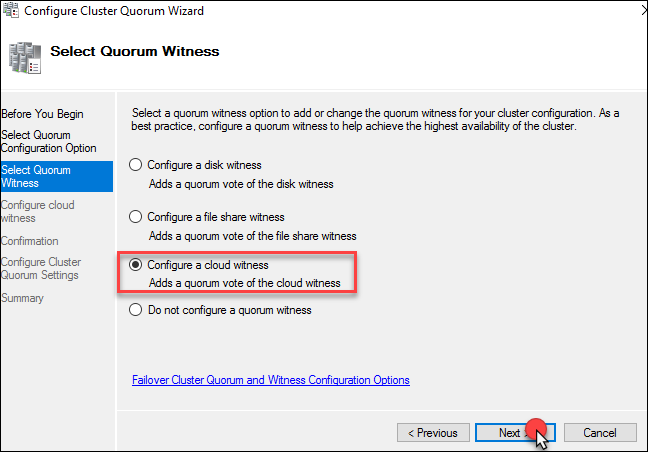 Configure Cluster Quorum Wizard
Select Quorum Witness
Before You Begin
Select Quorum
Configuration Option
Select Quorum
Witness
Configure cloud
witness
Confirmation
Configure Cluster
Quorum Settings
Summary
Select a quorum witness option to add or change the quorum witness for your cluster configuration. As a
best practice, configure a quorum witness to help achieve the highest availability of the cluster.
Configure a disk witness
Adds a quorum vote of the disk witness
Configure a file share witness
Adds a quorum vote of the file share witness
Configure a cloud witness
Adds a quorum vote of the cloud witness
Do not configure a quorum witness
Failover Cluster Quorum and Witness Configuration Options
< Previous
Next >
Cancel